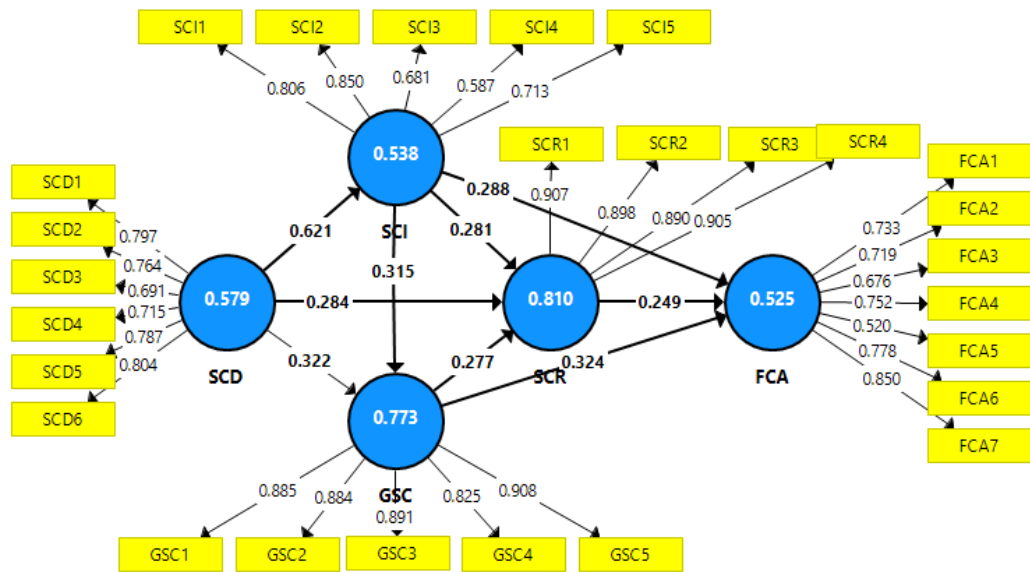 SCI1 SCI2 SCI3 SCI4 SCI5
0.806 0.850 0.681 0.587 0.713
SCR1 SCR2 SCR3 SCR4
0.907 0.898 0.890 0.905
0.538
SCI
SCD1
SCD2
SCD3
SCD4
SCD5
SCD6
0.797
0.764
0.691
0.715
0.787
0.804
0.579
SCD
0.621
0.284
0.322
0.315
0.281
0.288
0.277
0.324
0.249
0.810
SCR
0.525
FCA
0.733
0.719
0.676
0.752
0.520
0.778
0.850
FCA1
FCA2
FCA3
FCA4
FCA5
FCA6
FCA7
0.773
GSC
0.885 0.884 0.891 0.825 0.908
GSC1 GSC2 GSC3 GSC4 GSC5